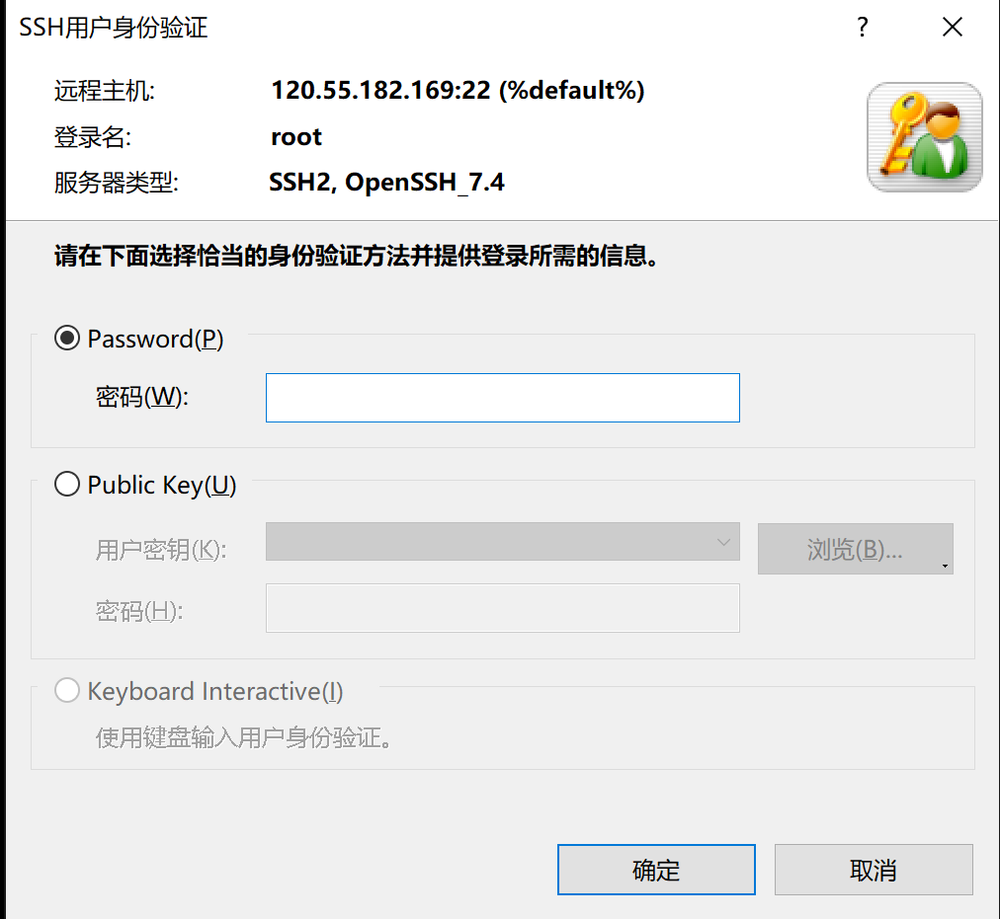 SSH用户身份验证
?
远程主机: 120.55.182.169:22 (%default%)
登录名: root
服务器类型: SSH2, OpenSSH_7.4
请在下面选择恰当的身份验证方法并提供登录所需的信息。
Password(P)
密码(W):
Public Key(U)
用户密钥(K): 浏览(B)...
密码(H):
Keyboard Interactive(I)
使用键盘输入用户身份验证。
确定 取消